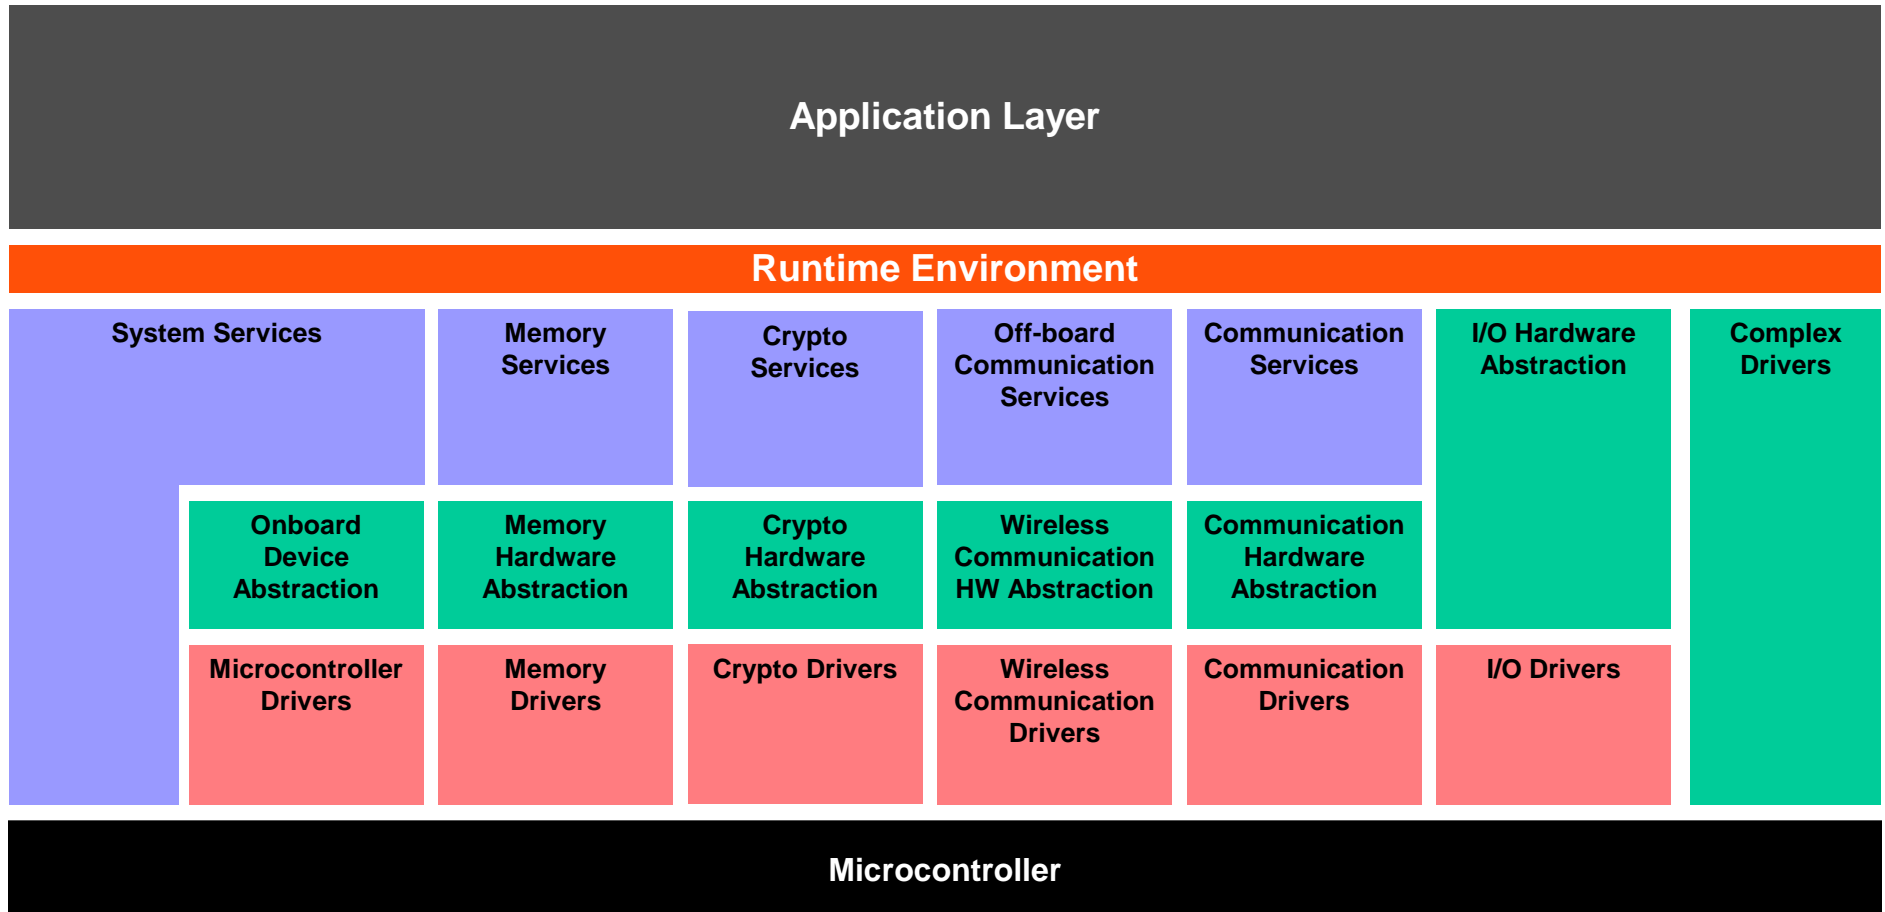 Application Layer
Runtime Environment
System Services
Memory
Services
Crypto
Services
Off-board
Communication
Services
Communication
Services
I/O Hardware
Abstraction
Complex
Drivers
Onboard
Device
Abstraction
Memory
Hardware
Abstraction
Crypto
Hardware
Abstraction
Wireless
Communication
HW Abstraction
Communication
Hardware
Abstraction
Microcontroller
Drivers
Memory
Drivers
Crypto Drivers
Wireless
Communication
Drivers
Communication
Drivers
I/O Drivers
Microcontroller